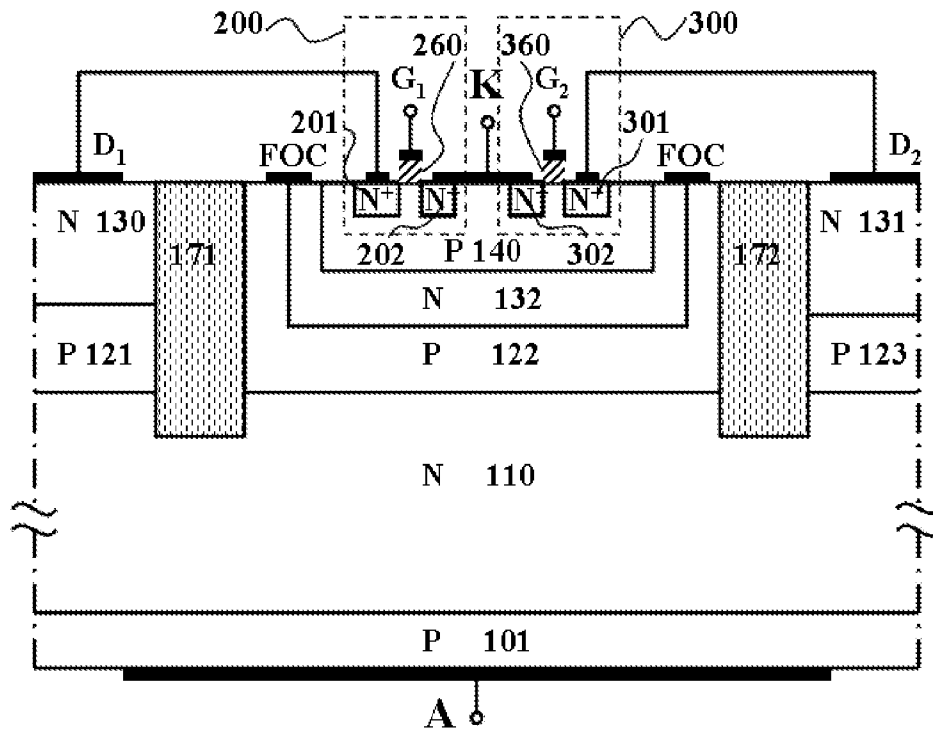 200
260
360
300
G₁
K
G₂
D₁
201
301
D₂
FOC
FOC
N⁺
N⁺
N⁺
N⁺
N 130
171
202
P 140
302
172
N 131
N 132
P 121
P 122
P 123
N 110
P 101
A